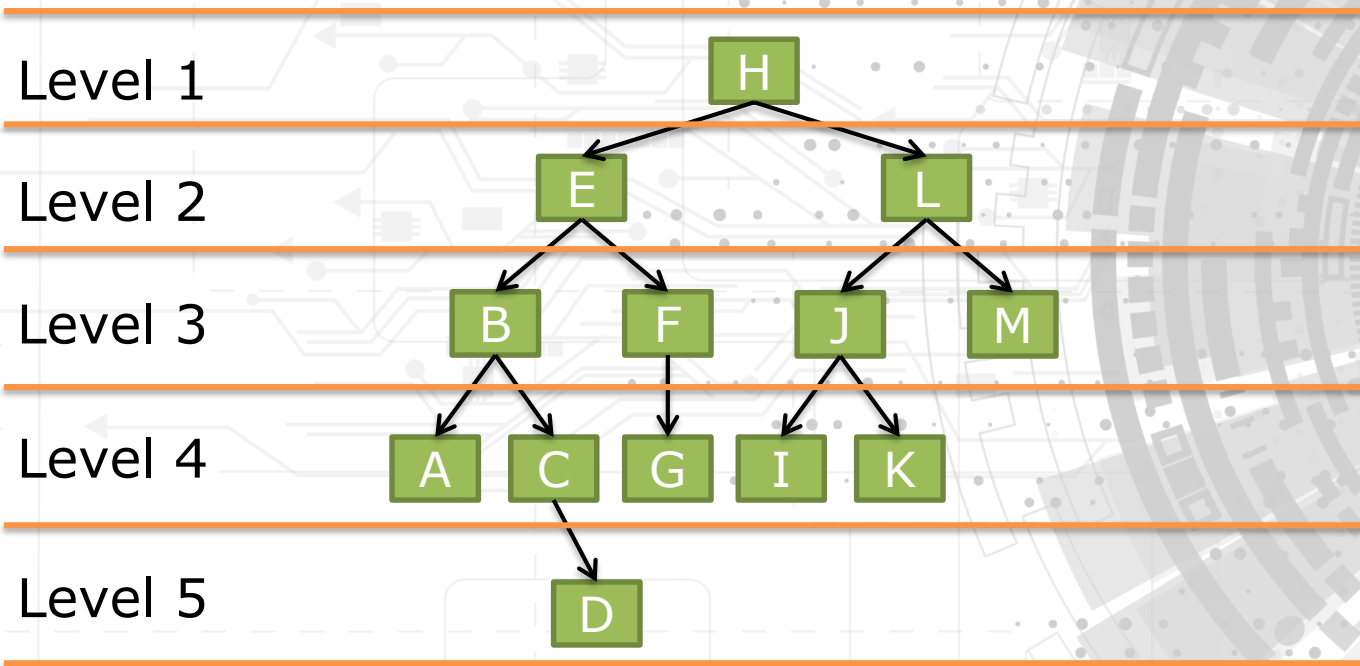 Level 1 H
Level 2 E L
Level 3 B F J M
Level 4 A C G I K
Level 5 D